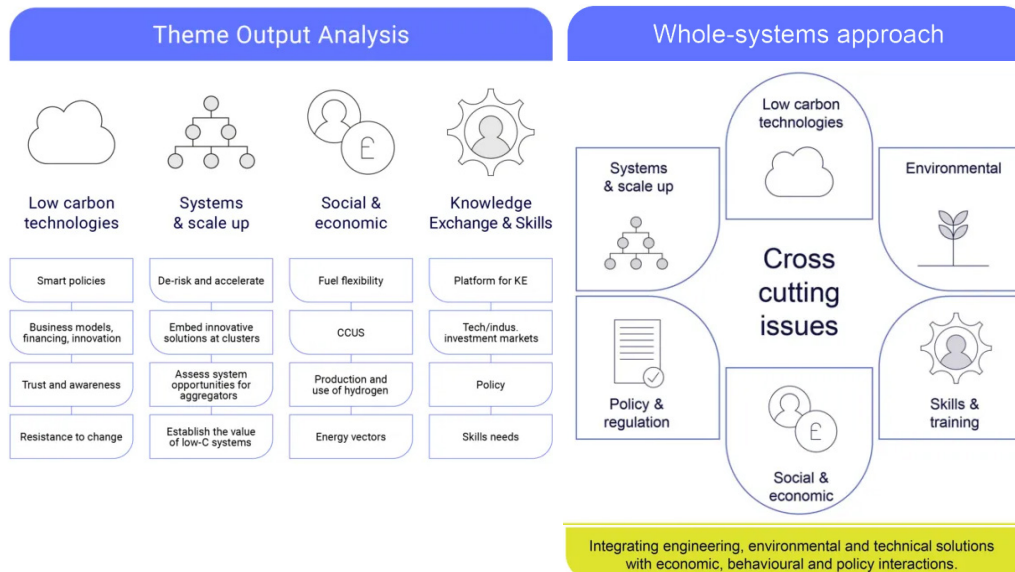 Theme Output Analysis
Low carbon
technologies
Systems
& scale up
Social &
economic
Knowledge
Exchange & Skills
Smart policies
De-risk and accelerate
Fuel flexibility
Platform for KE
Business models,
financing, innovation
Embed innovative
solutions at clusters
CCUS
Tech/indus.
investment markets
Trust and awareness
Assess system
opportunities for
aggregators
Production and
use of hydrogen
Policy
Resistance to change
Establish the value
of low-C systems
Energy vectors
Skills needs
Whole-systems approach
Low carbon
technologies
Systems
& scale up
Environmental
Cross
cutting
issues
Policy &
regulation
Skills &
training
Social &
economic
£
£
Integrating engineering, environmental and technical solutions
with economic, behavioural and policy interactions.